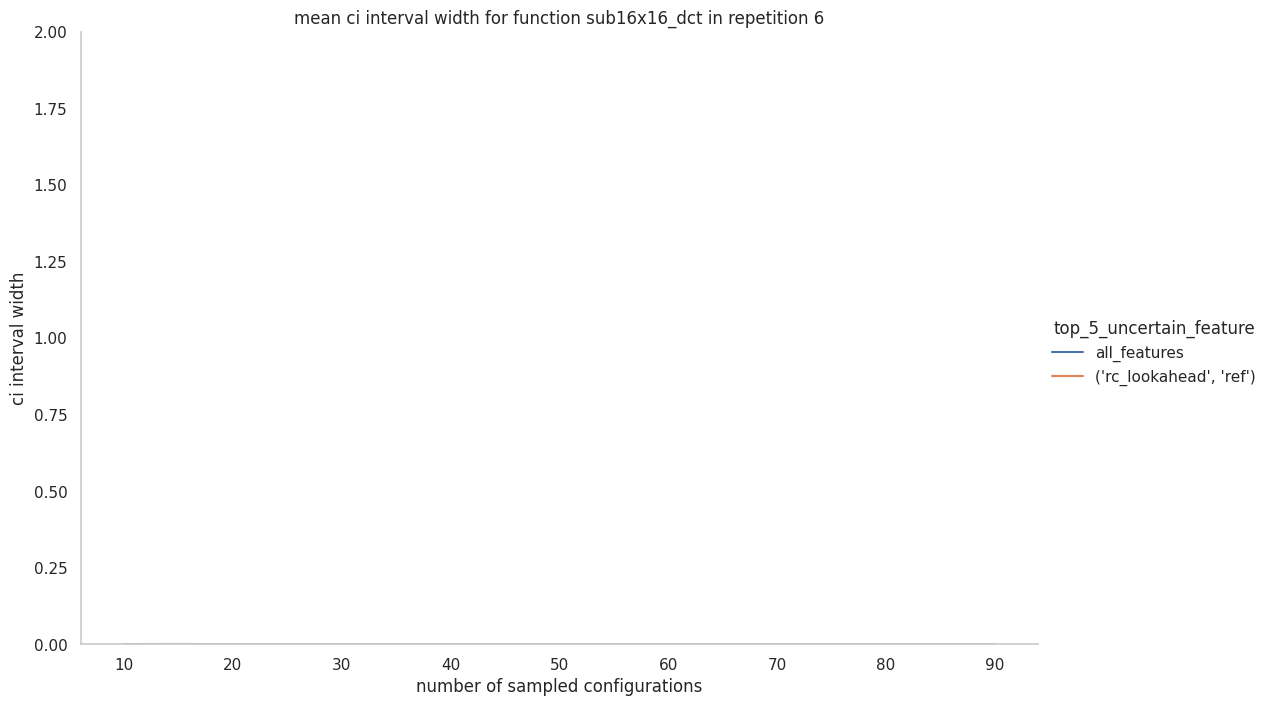 mean ci interval width for function sub16x16_dct in repetition 6
2.00
1.75
1.50
1.25
1.00
0.75
0.50
0.25
0.00
ci interval width
10 20 30 40 50 60 70 80 90
number of sampled configurations
top_5_uncertain_feature
all_features
('rc_lookahead', 'ref')